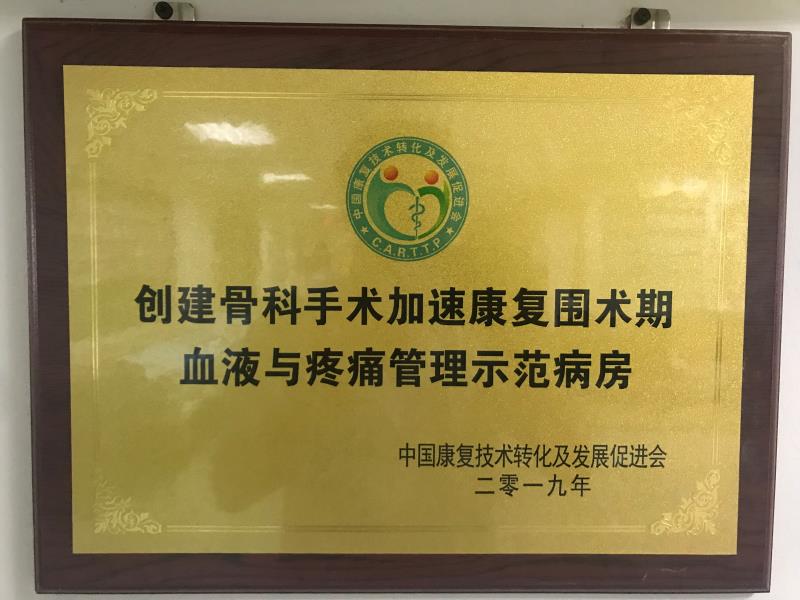 中国康复技术转化及发展促进会
★ C.A.R.T.T.P ★
创建骨科手术加速康复围术期
血液与疼痛管理示范病房
中国康复技术转化及发展促进会
二零一九年